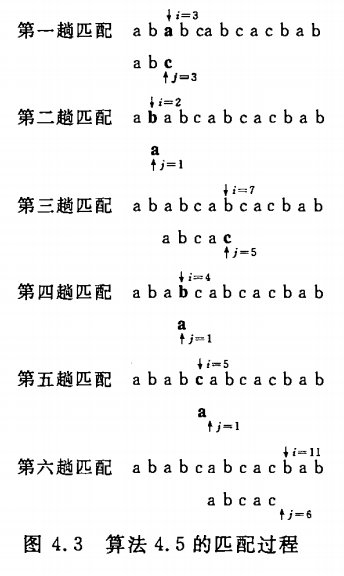 ↓i=3
第一趟匹配 a b a b c a b c a c b a b
a b c
↑j=3
↓i=2
第二趟匹配 a b a b c a b c a c b a b
a
↑j=1
↓i=7
第三趟匹配 a b a b c a b c a c b a b
a b c a c
↑j=5
↓i=4
第四趟匹配 a b a b c a b c a c b a b
a
↑j=1
↓i=5
第五趟匹配 a b a b c a b c a c b a b
a
↑j=1
↓i=11
第六趟匹配 a b a b c a b c a c b a b
a b c a c
↑j=6
图 4.3 算法 4.5 的匹配过程